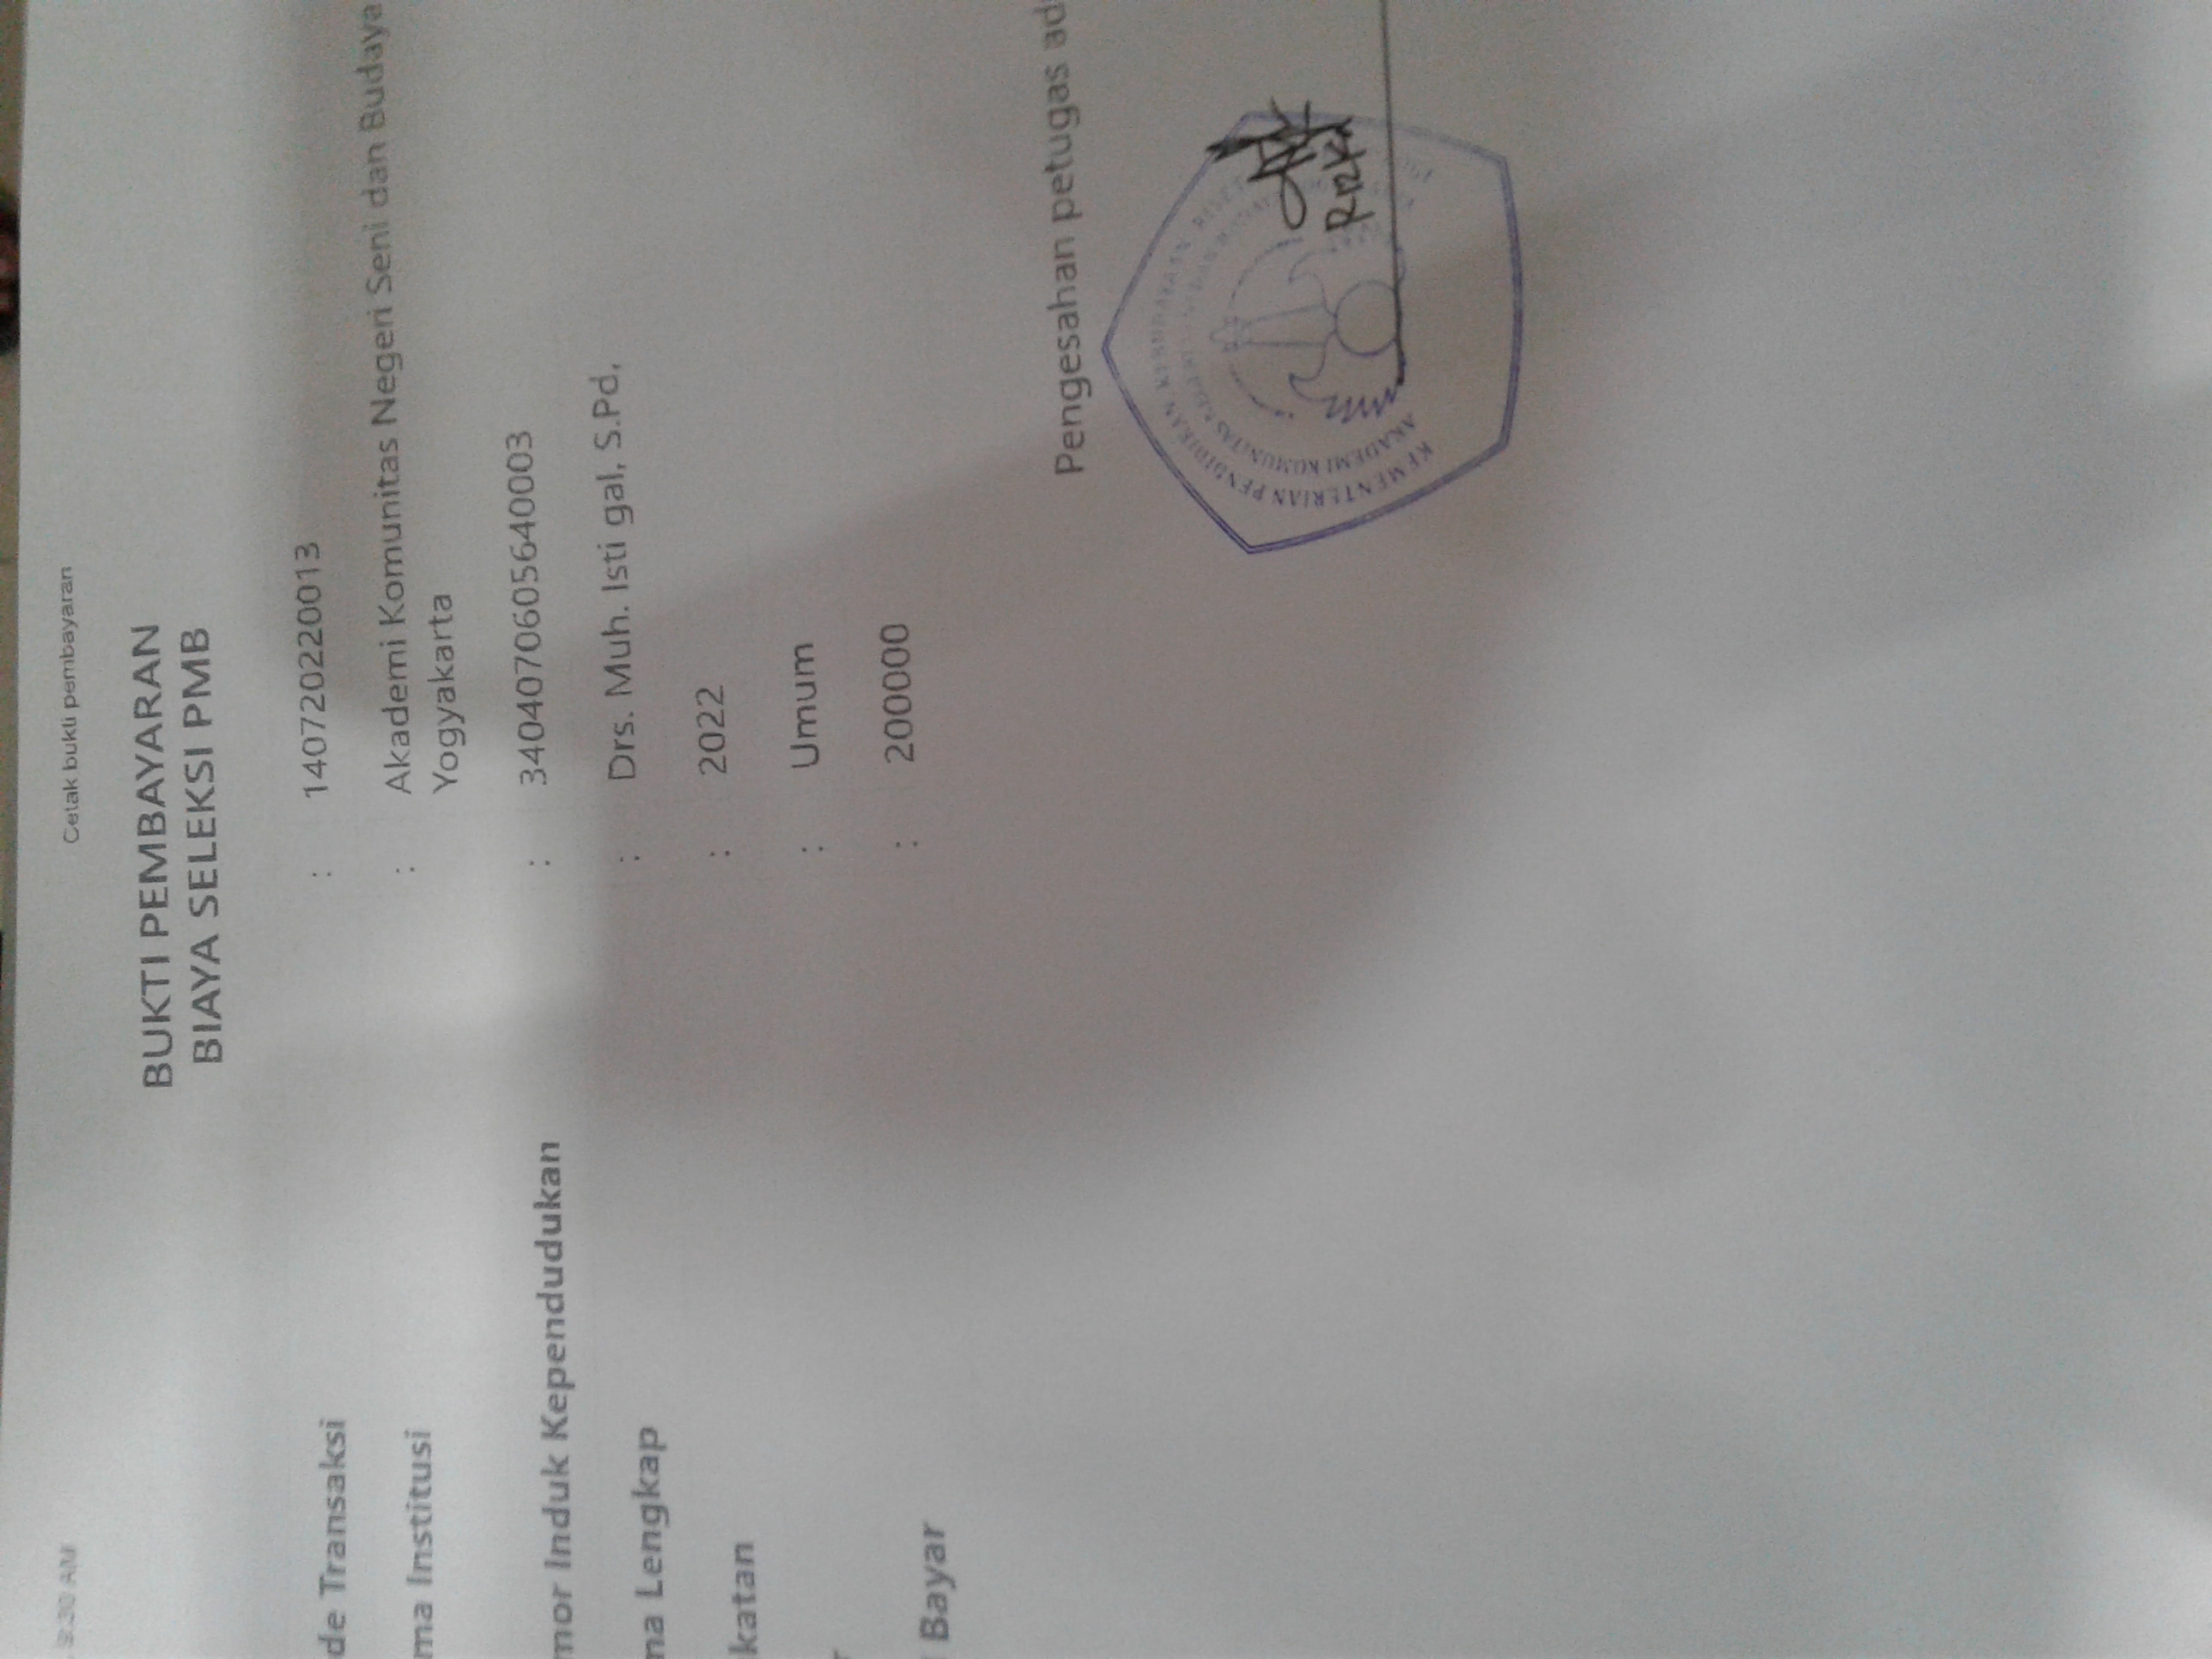 9:30 AM
Cetak bukti pembayaran
BUKTI PEMBAYARAN
BIAYA SELEKSI PMB
de Transaksi : 140720220013
ma Institusi : Akademi Komunitas Negeri Seni dan Budaya
Yogyakarta
mor Induk Kependudukan : 3404070605640003
na Lengkap : Drs. Muh. Isti gal, S.Pd,
katan : 2022
r : Umum
Bayar : 200000
Pengesahan petugas ad
KEMENTERIAN PENDIDIKAN, KEBUDAYAAN, RISET
AKADEMI KOMUNITAS NEGERI SENI DAN BUDAYA
Rizka